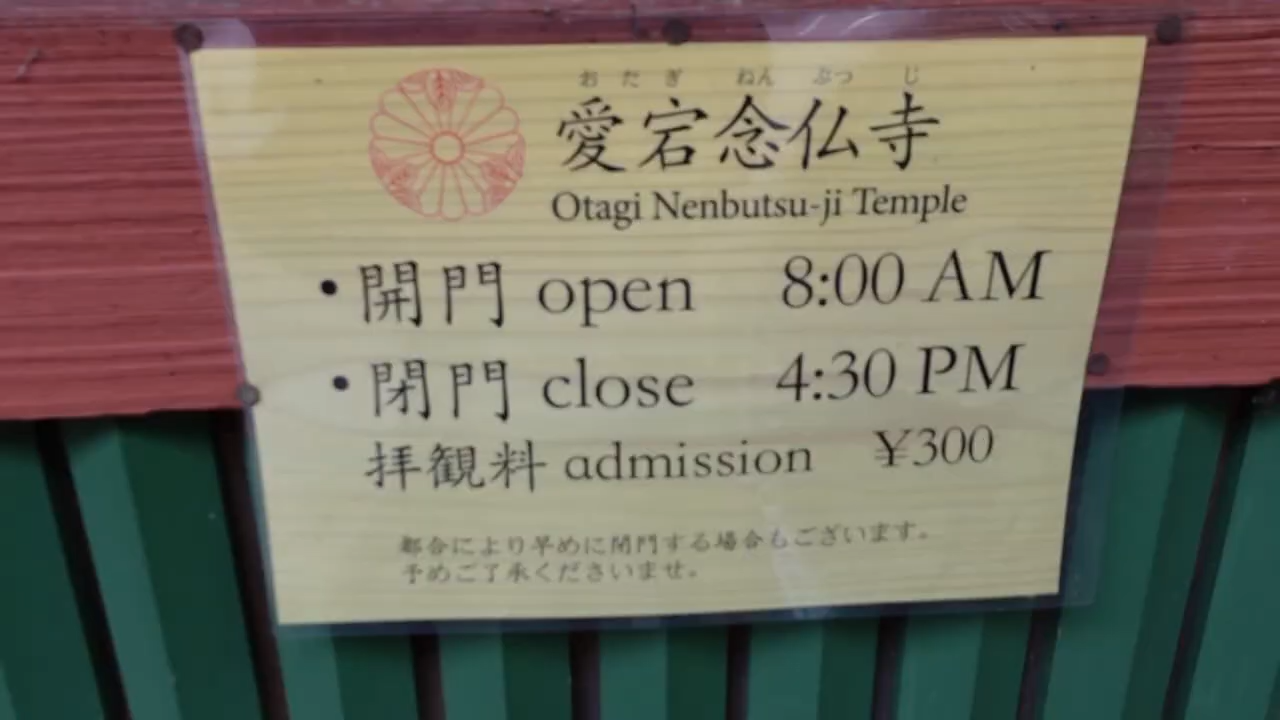 おたぎ ねんぶつ じ
愛宕念仏寺
Otagi Nenbutsu-ji Temple
・開門 open 8:00 AM
・閉門 close 4:30 PM
拝観料 admission ¥300
都合により早めに閉門する場合もございます。
予めご了承くださいませ。